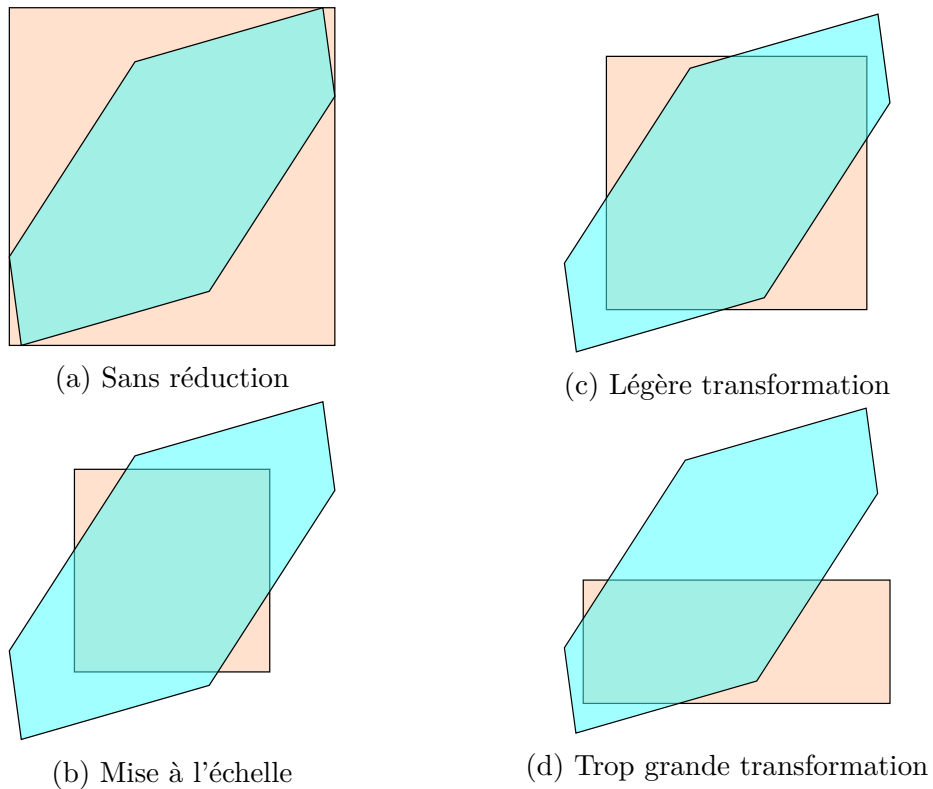 (a) Sans réduction
(b) Mise à l'échelle
(c) Légère transformation
(d) Trop grande transformation